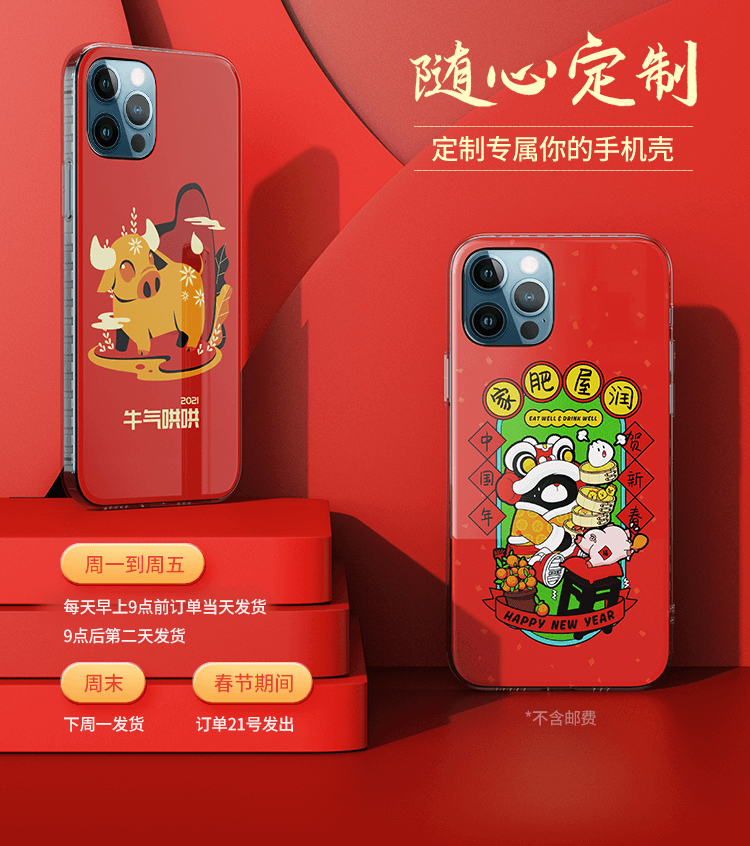 随心定制
定制专属你的手机壳
2021
牛气哄哄
家肥屋润
EAT WELL & DRINK WELL
中国年
贺新春
HAPPY NEW YEAR
周一到周五
每天早上9点前订单当天发货
9点后第二天发货
周末
春节期间
下周一发货
订单21号发出
*不含邮费